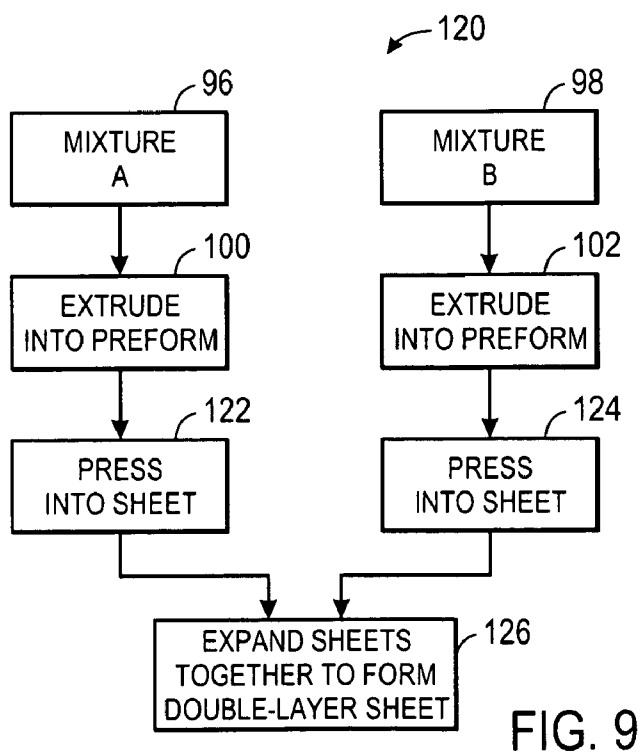 120
96
98
MIXTURE
A
MIXTURE
B
100
102
EXTRUDE
INTO PREFORM
EXTRUDE
INTO PREFORM
122
124
PRESS
INTO SHEET
PRESS
INTO SHEET
126
EXPAND SHEETS
TOGETHER TO FORM
DOUBLE-LAYER SHEET
FIG. 9